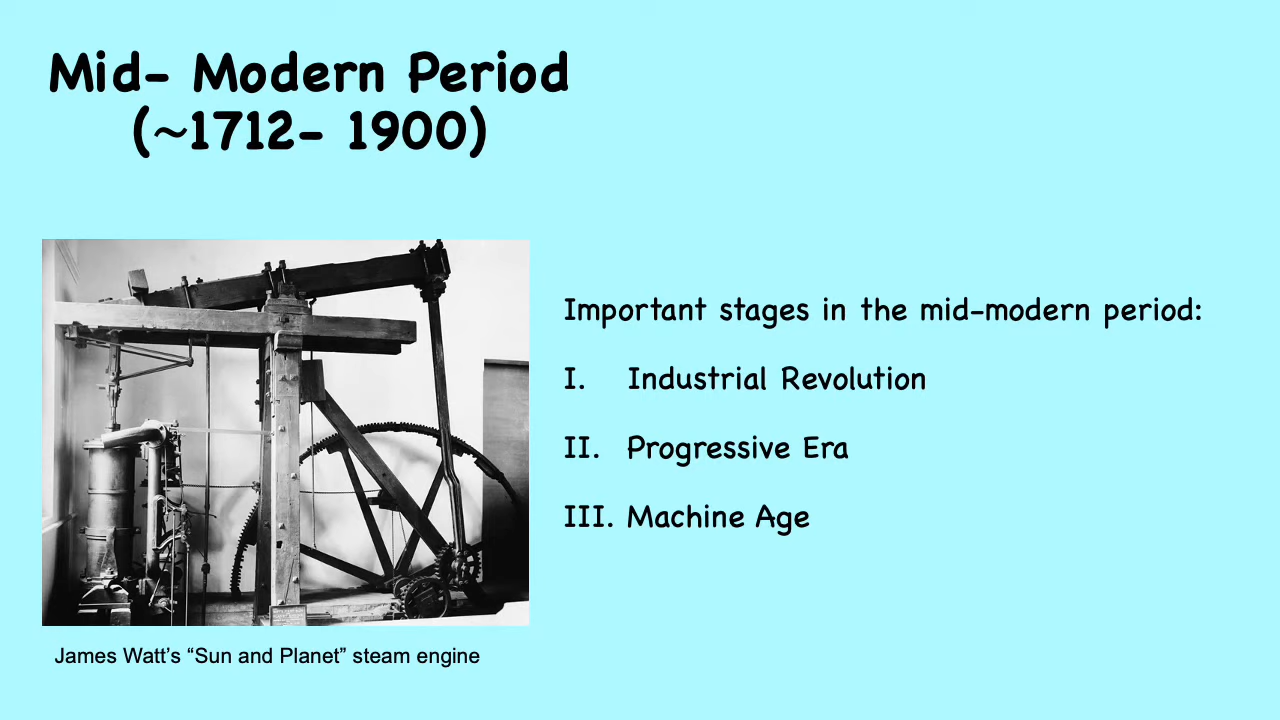 Mid- Modern Period
(~1712- 1900)
Important stages in the mid-modern period:
I. Industrial Revolution
II. Progressive Era
III. Machine Age
James Watt's “Sun and Planet” steam engine